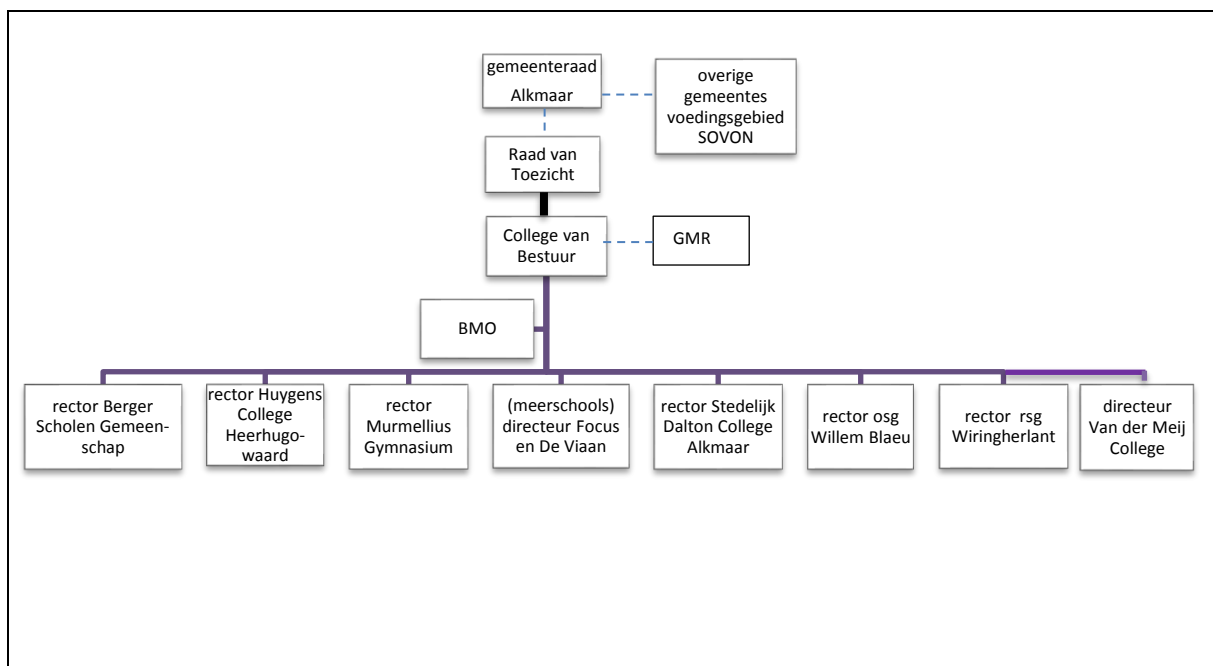 gemeenteraad
Alkmaar
overige
gemeentes
voedingsgebied
SOVON
Raad van
Toezicht
College van
Bestuur
GMR
BMO
rector Berger
Scholen Gemeen-
schap
rector Huygens
College
Heerhugo-
waard
rector
Murmellius
Gymnasium
(meerschools)
directeur Focus
en De Viaan
rector Stedelijk
Dalton College
Alkmaar
rector osg
Willem Blaeu
rector rsg
Wiringherlant
directeur
Van der Meij
College